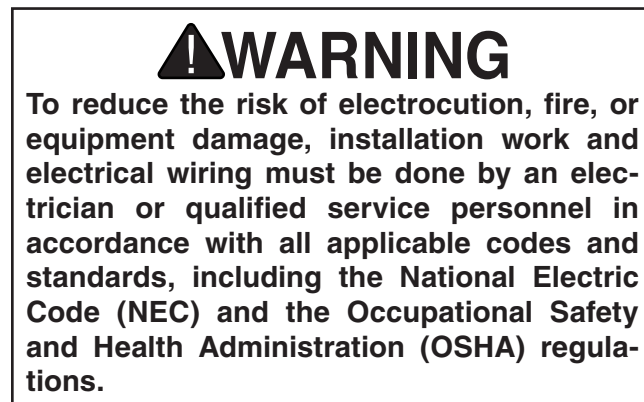 WARNING
To reduce the risk of electrocution, fire, or
equipment damage, installation work and
electrical wiring must be done by an elec-
trician or qualified service personnel in
accordance with all applicable codes and
standards, including the National Electric
Code (NEC) and the Occupational Safety
and Health Administration (OSHA) regula-
tions.